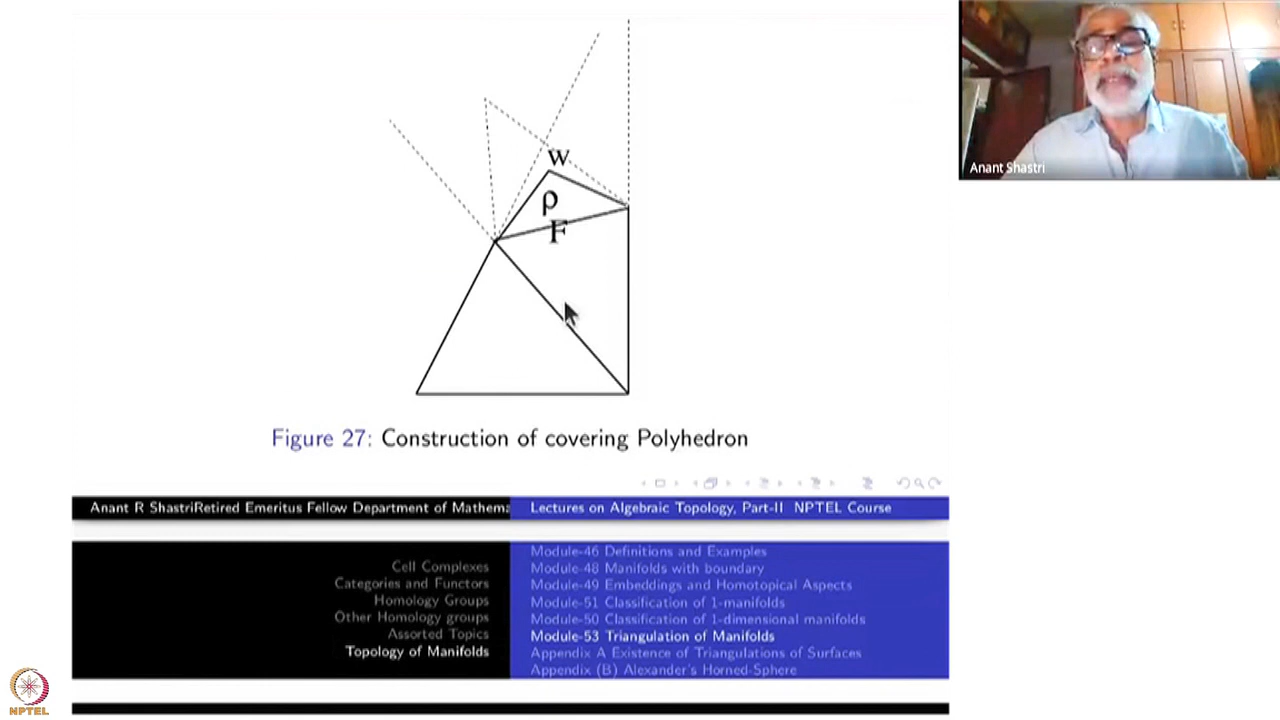 w
ρ
F
Anant Shastri
Figure 27: Construction of covering Polyhedron
Anant R ShastriRetired Emeritus Fellow Department of Mathema
Lectures on Algebraic Topology, Part-II NPTEL Course
Cell Complexes
Categories and Functors
Homology Groups
Other Homology groups
Assorted Topics
Topology of Manifolds
Module-46 Definitions and Examples
Module-48 Manifolds with boundary
Module-49 Embeddings and Homotopical Aspects
Module-51 Classification of 1-manifolds
Module-50 Classification of 1-dimensional manifolds
Module-53 Triangulation of Manifolds
Appendix A Existence of Triangulations of Surfaces
Appendix (B) Alexander's Horned-Sphere
NPTEL